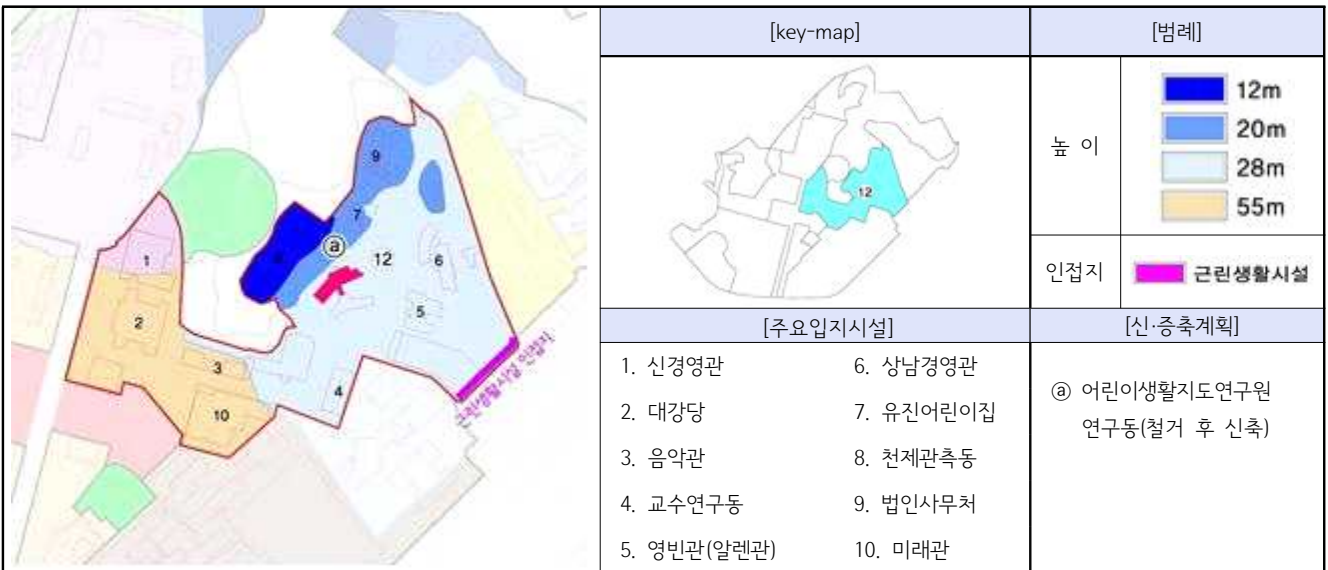 [key-map]
[범례]
높 이
12m
20m
28m
55m
인접지
근린생활시설
12
9
7
ⓐ
12
6
1
5
2
3
4
10
근린생활시설 인접지
[주요입지시설]
[신·증축계획]
1. 신경영관
6. 상남경영관
2. 대강당
7. 유진어린이집
3. 음악관
8. 천제관측동
4. 교수연구동
9. 법인사무처
5. 영빈관(알렌관)
10. 미래관
ⓐ 어린이생활지도연구원
연구동(철거 후 신축)